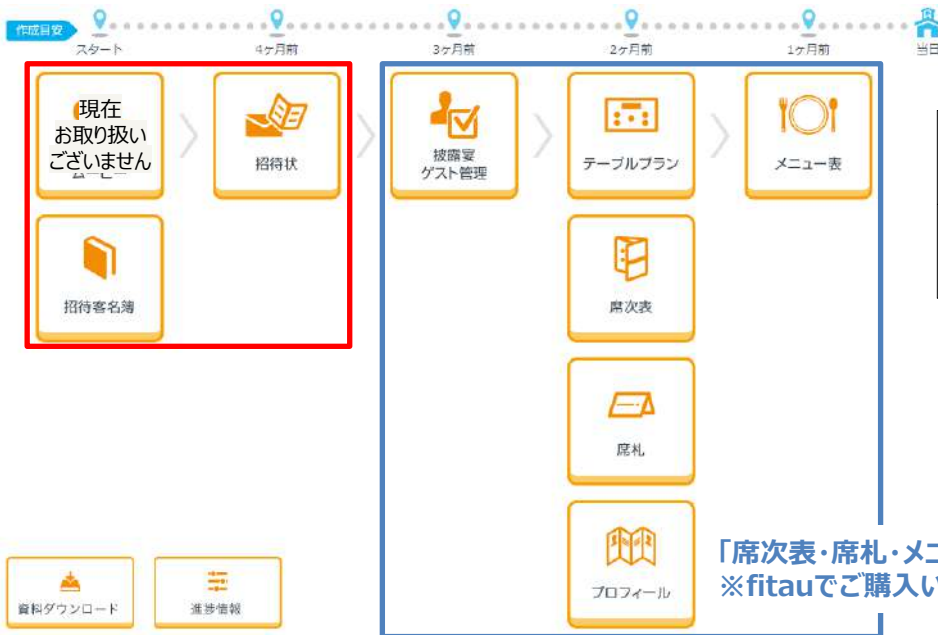 作成目安
スタート
4ヶ月前
3ヶ月前
2ヶ月前
1ヶ月前
当日
現在
お取り扱い
ございません
ムービー
招待状
披露宴
ゲスト管理
テーブルプラン
メニュー表
招待客名簿
席次表
席札
プロフィール
「席次表・席札・メニ
※fitauでご購入い
資料ダウンロード
進捗情報